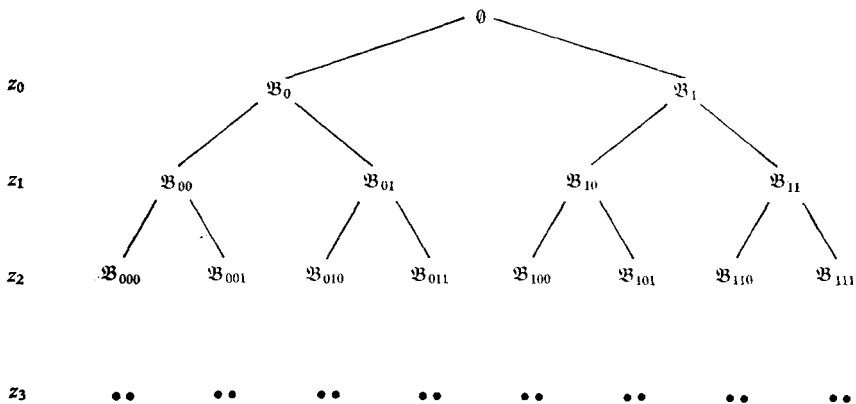 ∅
z₀ 𝔅₀ 𝔅₁
z₁ 𝔅₀₀ 𝔅₀₁ 𝔅₁₀ 𝔅₁₁
z₂ 𝔅₀₀₀ 𝔅₀₀₁ 𝔅₀₁₀ 𝔅₀₁₁ 𝔅₁₀₀ 𝔅₁₀₁ 𝔅₁₁₀ 𝔅₁₁₁
z₃ •• •• •• •• •• •• •• ••